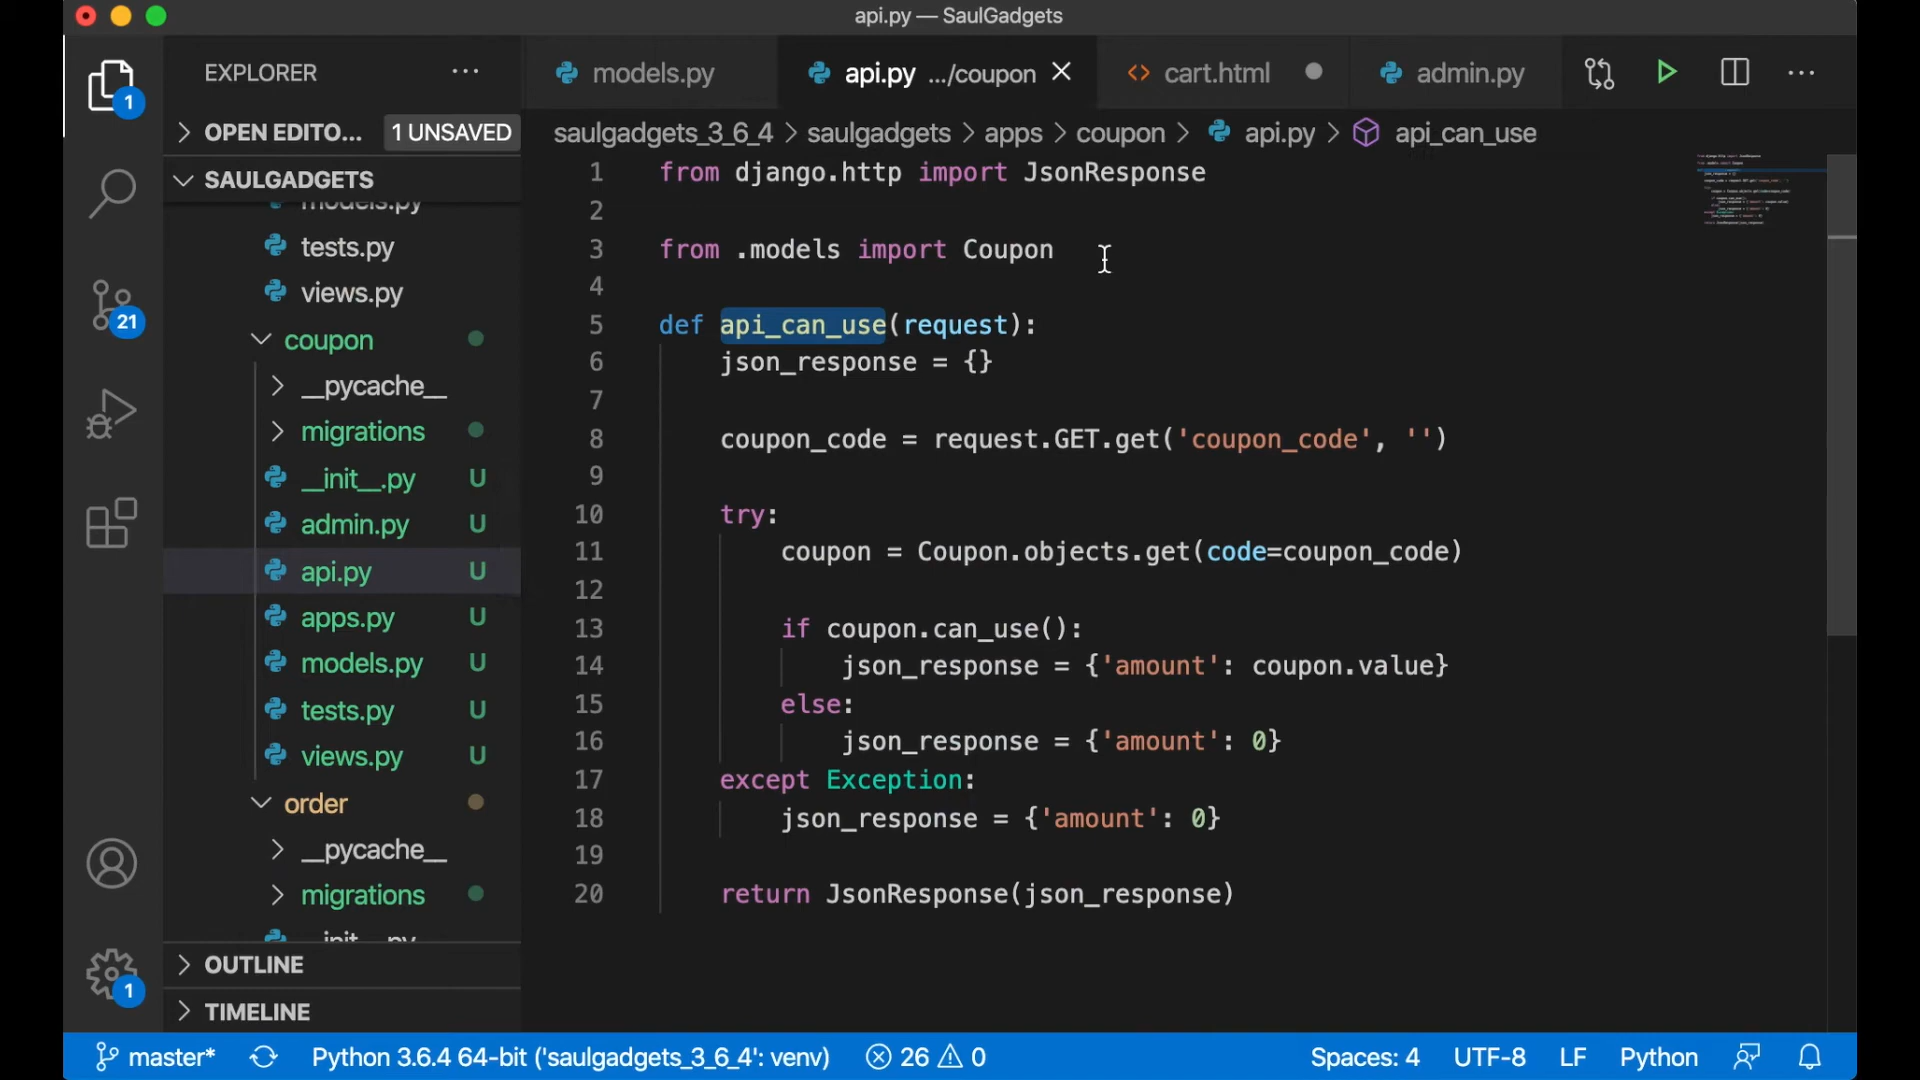 api.py — SaulGadgets
EXPLORER
models.py
api.py .../coupon
cart.html
admin.py
OPEN EDITO... 1 UNSAVED
saulgadgets_3_6_4 > saulgadgets > apps > coupon > api.py > api_can_use
SAULGADGETS
models.py
tests.py
views.py
coupon
__pycache__
migrations
__init__.py U
admin.py U
api.py U
apps.py U
models.py U
tests.py U
views.py U
order
__pycache__
migrations
__init__.py
OUTLINE
TIMELINE
1
21
1
1 from django.http import JsonResponse
2
3 from .models import Coupon
4
5 def api_can_use(request):
6 json_response = {}
7
8 coupon_code = request.GET.get('coupon_code', '')
9
10 try:
11 coupon = Coupon.objects.get(code=coupon_code)
12
13 if coupon.can_use():
14 json_response = {'amount': coupon.value}
15 else:
16 json_response = {'amount': 0}
17 except Exception:
18 json_response = {'amount': 0}
19
20 return JsonResponse(json_response)
master* Python 3.6.4 64-bit ('saulgadgets_3_6_4': venv) 26 0 Spaces: 4 UTF-8 LF Python